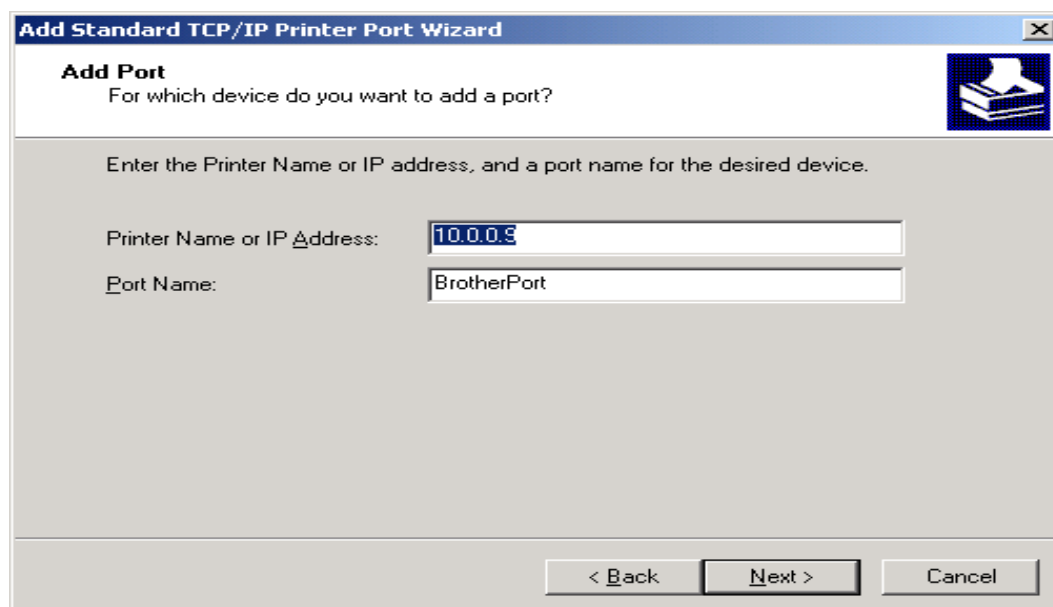 Add Standard TCP/IP Printer Port Wizard
Add Port
For which device do you want to add a port?
Enter the Printer Name or IP address, and a port name for the desired device.
Printer Name or IP Address: 10.0.0.9
Port Name: BrotherPort
< Back Next > Cancel